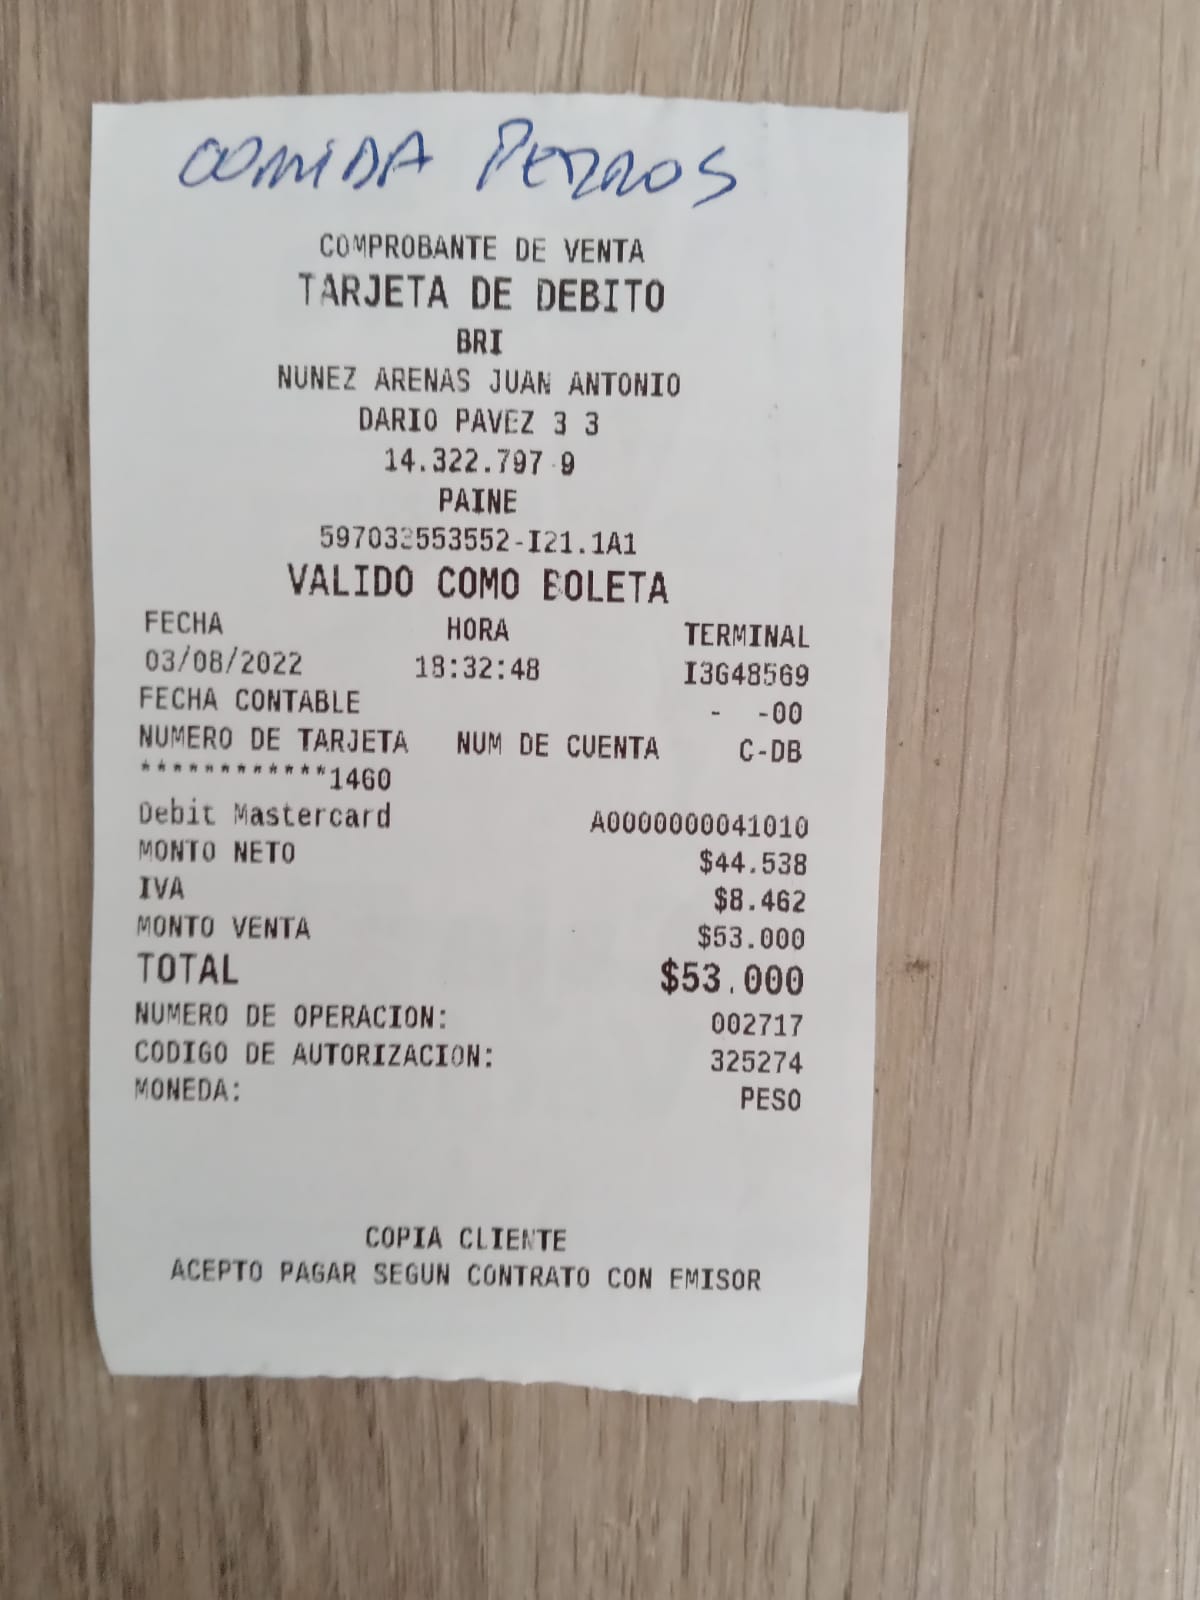 COMIDA PERROS
COMPROBANTE DE VENTA
TARJETA DE DEBITO
BRI
NUNEZ ARENAS JUAN ANTONIO
DARIO PAVEZ 3 3
14.322.797-9
PAINE
597033553552-I21.1A1
VALIDO COMO BOLETA
FECHA HORA TERMINAL
03/08/2022 18:32:48 I3G48569
FECHA CONTABLE - -00
NUMERO DE TARJETA NUM DE CUENTA C-DB
************1460
Debit Mastercard A0000000041010
MONTO NETO $44.538
IVA $8.462
MONTO VENTA $53.000
TOTAL $53.000
NUMERO DE OPERACION: 002717
CODIGO DE AUTORIZACION: 325274
MONEDA: PESO
COPIA CLIENTE
ACEPTO PAGAR SEGUN CONTRATO CON EMISOR